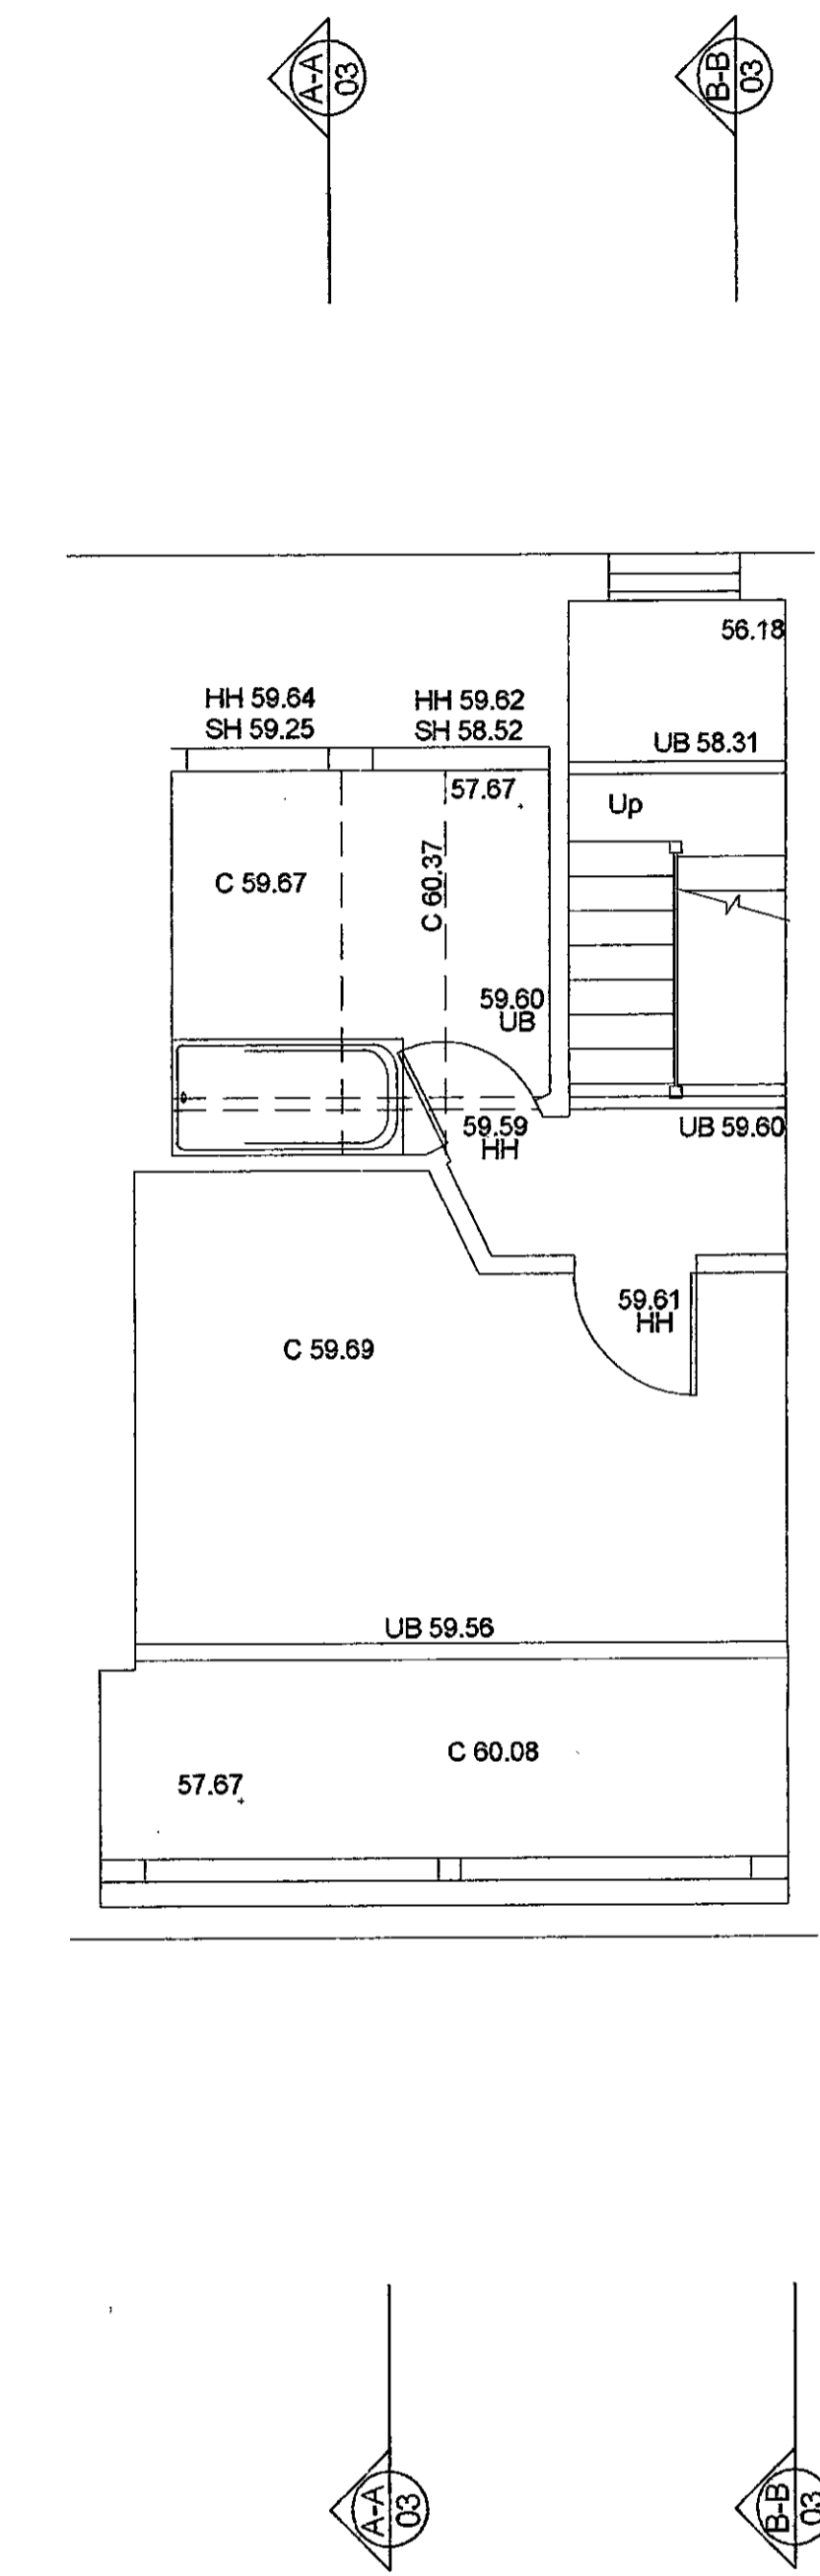 A-A
03
B-B
03
56.18
HH 59.64
SH 59.25
HH 59.62
SH 58.52
UB 58.31
57.67
Up
C 59.67
C 60.37
59.60
UB
59.59
HH
UB 59.60
59.61
HH
C 59.69
UB 59.56
C 60.08
57.67
A-A
03
B-B
03